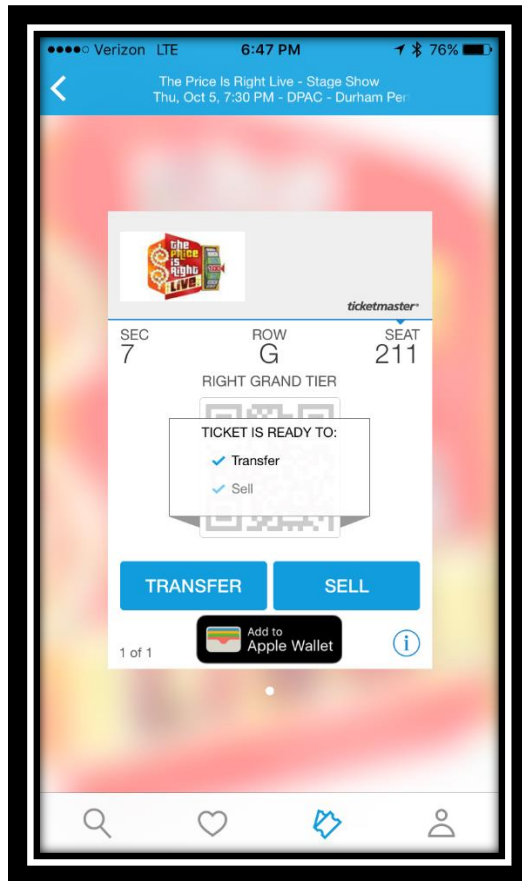 Verizon LTE 6:47 PM 76%
The Price Is Right Live - Stage Show
Thu, Oct 5, 7:30 PM - DPAC - Durham Per
the
PRICE
is
Right
LIVE
100
ticketmaster
SEC ROW SEAT
7 G 211
RIGHT GRAND TIER
TICKET IS READY TO:
Transfer
Sell
TRANSFER SELL
Add to
Apple Wallet
1 of 1
i